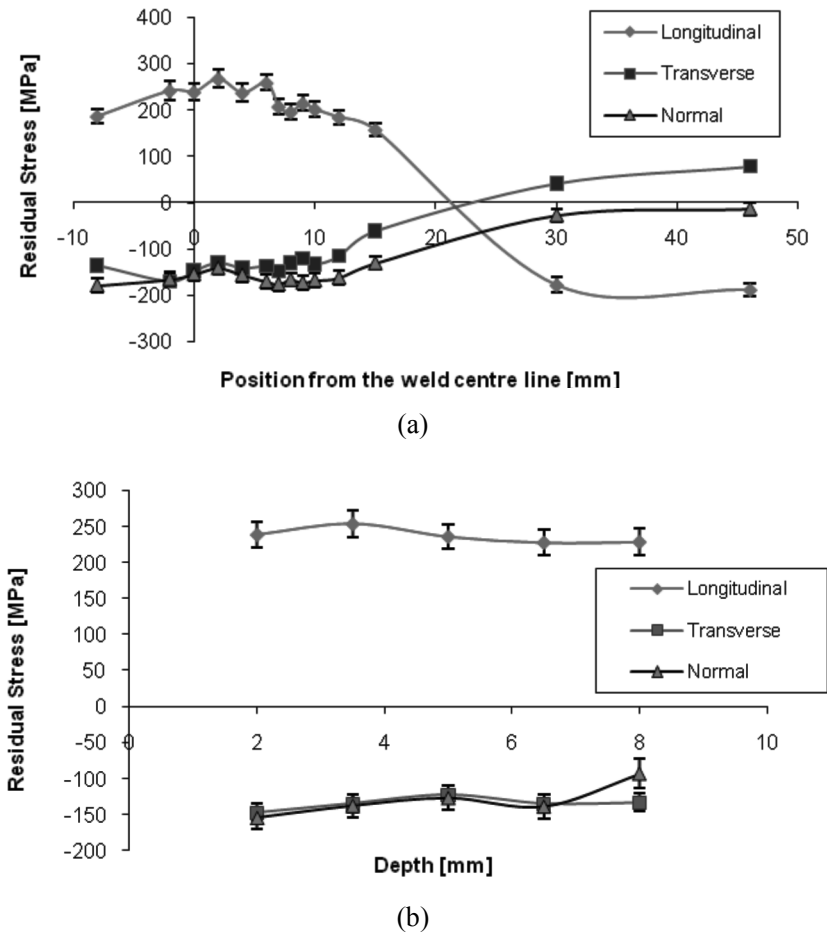 400
300
200
100
0
-100
-200
-300
-10 0 10 20 30 40 50
Residual Stress [MPa]
Position from the weld centre line [mm]
Longitudinal
Transverse
Normal
(a)
300
250
200
150
100
50
0
-50
-100
-150
-200
0 2 4 6 8 10
Residual Stress [MPa]
Depth [mm]
Longitudinal
Transverse
Normal
(b)